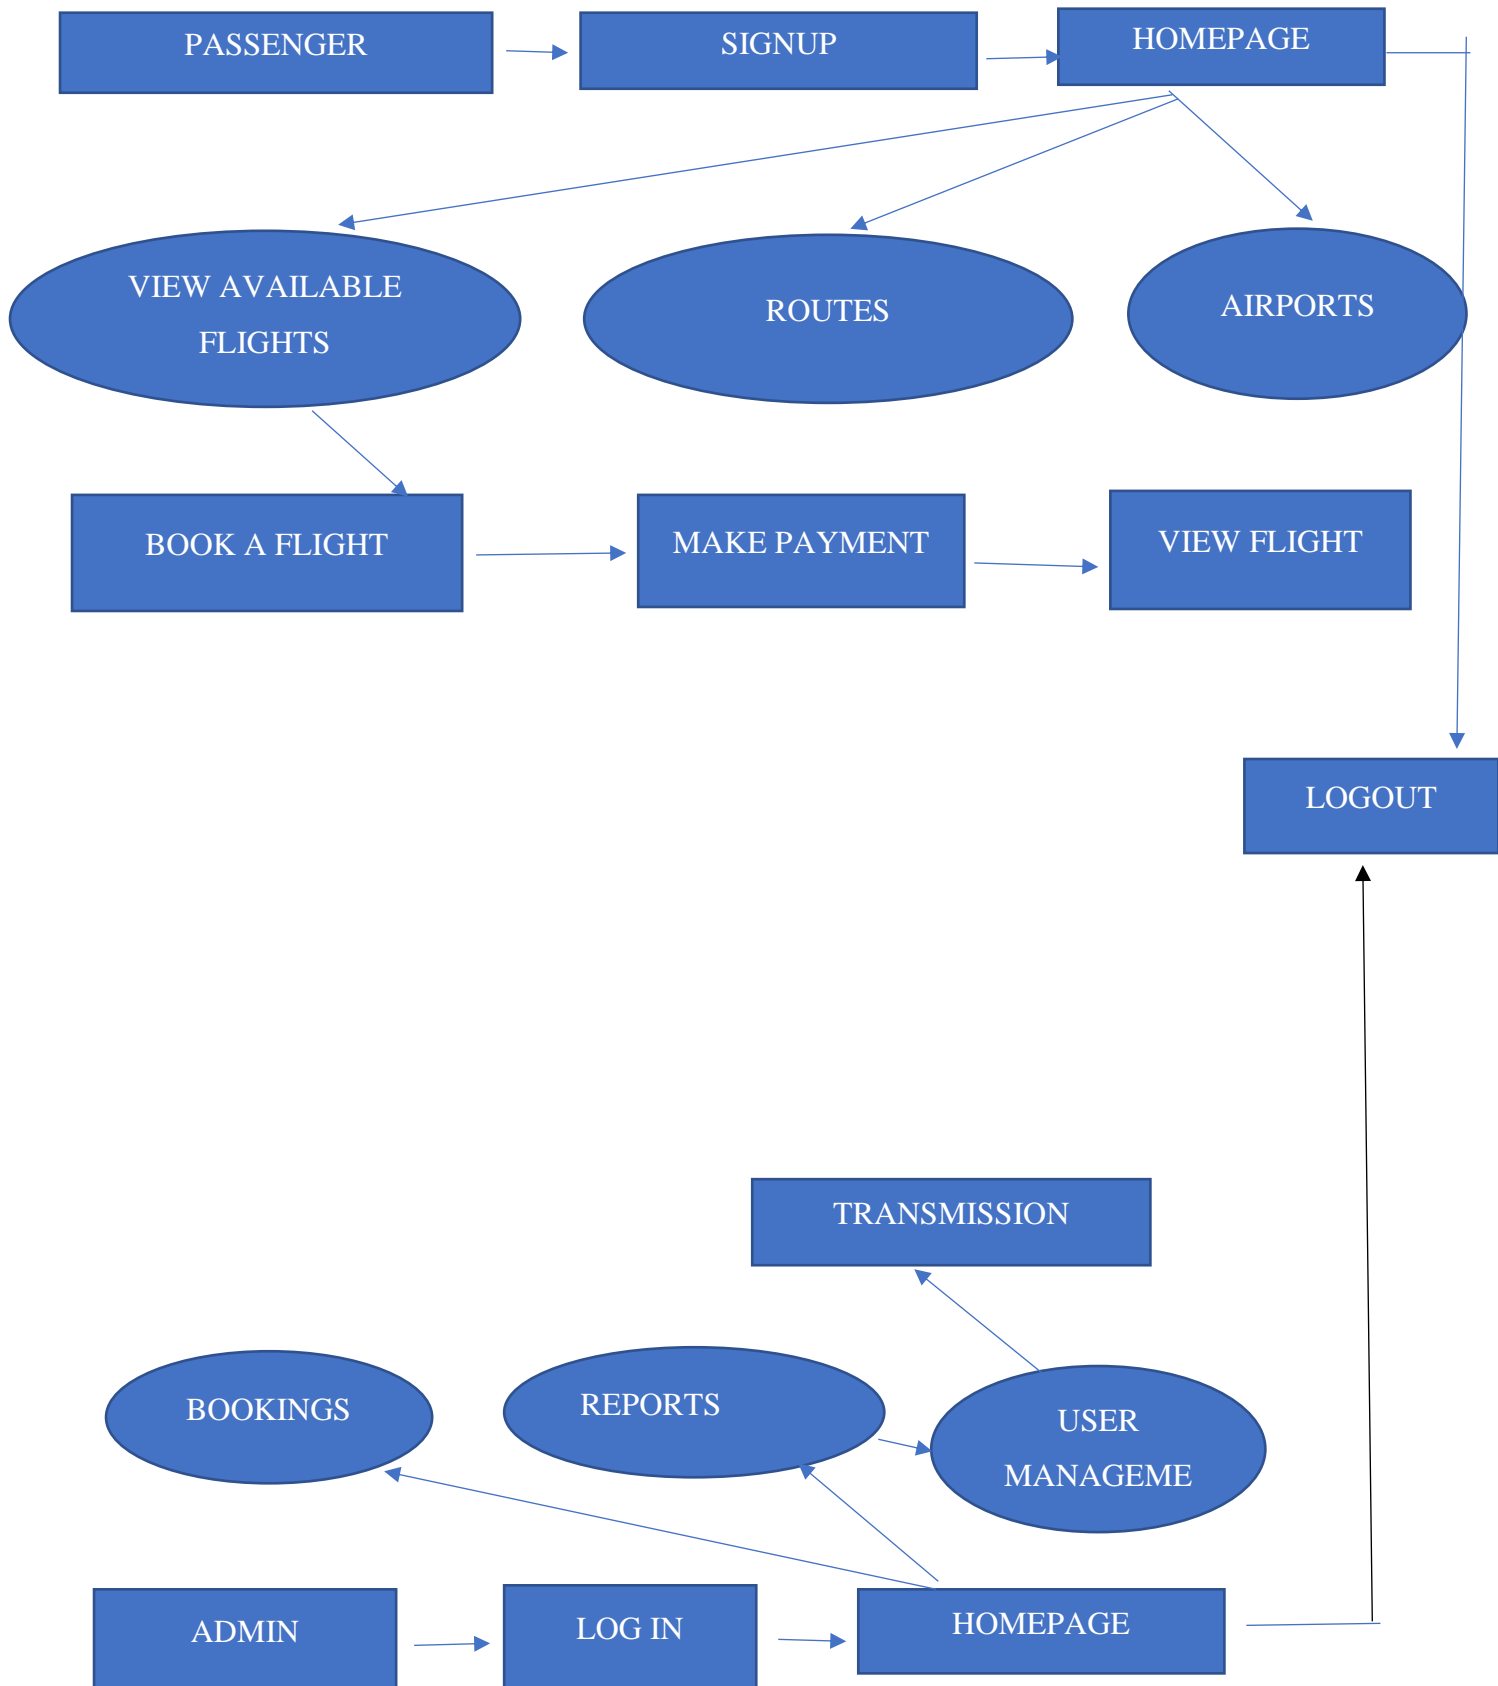 PASSENGER
SIGNUP
HOMEPAGE
VIEW AVAILABLE
FLIGHTS
ROUTES
AIRPORTS
BOOK A FLIGHT
MAKE PAYMENT
VIEW FLIGHT
LOGOUT
TRANSMISSION
BOOKINGS
REPORTS
USER
MANAGEME
ADMIN
LOG IN
HOMEPAGE